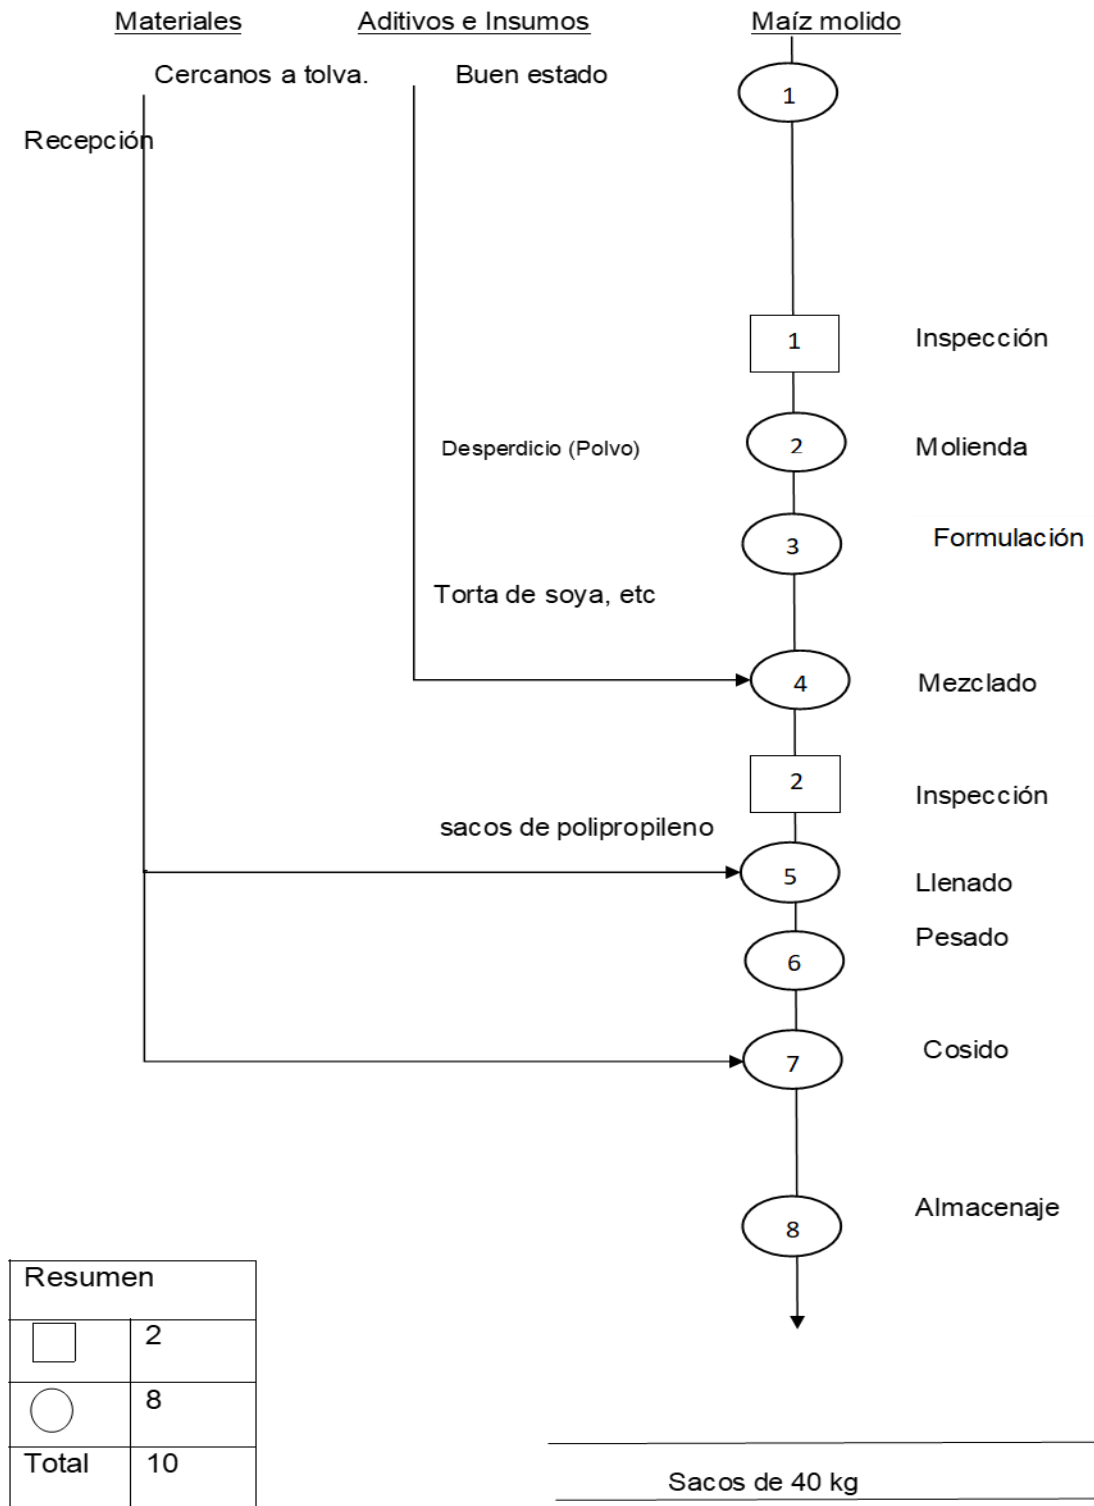 Materiales
Aditivos e Insumos
Maíz molido
Cercanos a tolva.
Buen estado
1
Recepción
1
Inspección
Desperdicio (Polvo)
2
Molienda
3
Formulación
Torta de soya, etc
4
Mezclado
2
Inspección
sacos de polipropileno
5
Llenado
Pesado
6
7
Cosido
8
Almacenaje
Resumen
2
8
Total 10
Sacos de 40 kg